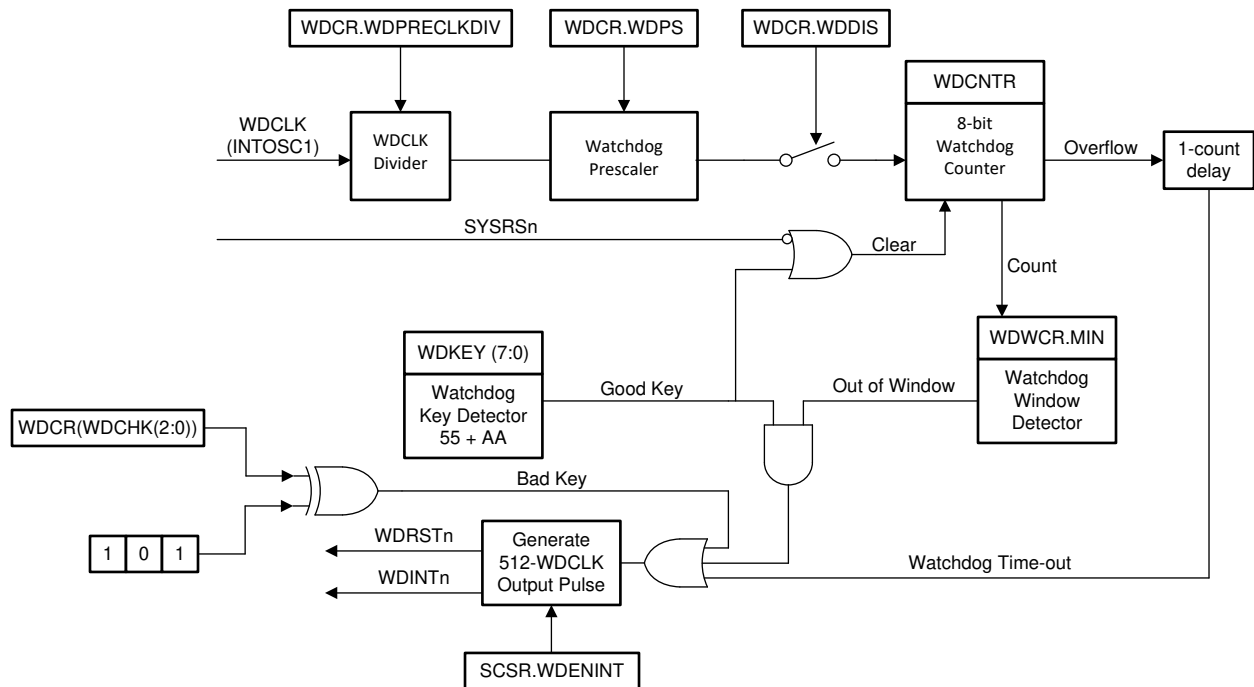 WDCR.WDPRECLKDIV
WDCR.WDPS
WDCR.WDDIS
WDCNTR
8-bit
Watchdog
Counter
WDCLK
(INTOSC1)
WDCLK
Divider
Watchdog
Prescaler
Overflow
1-count
delay
SYSRSn
Clear
Count
WDKEY (7:0)
Watchdog
Key Detector
55 + AA
Good Key
Out of Window
WDWCR.MIN
Watchdog
Window
Detector
WDCR(WDCHK(2:0))
Bad Key
1 0 1
WDRSTn
WDINTn
Generate
512-WDCLK
Output Pulse
Watchdog Time-out
SCSR.WDENINT